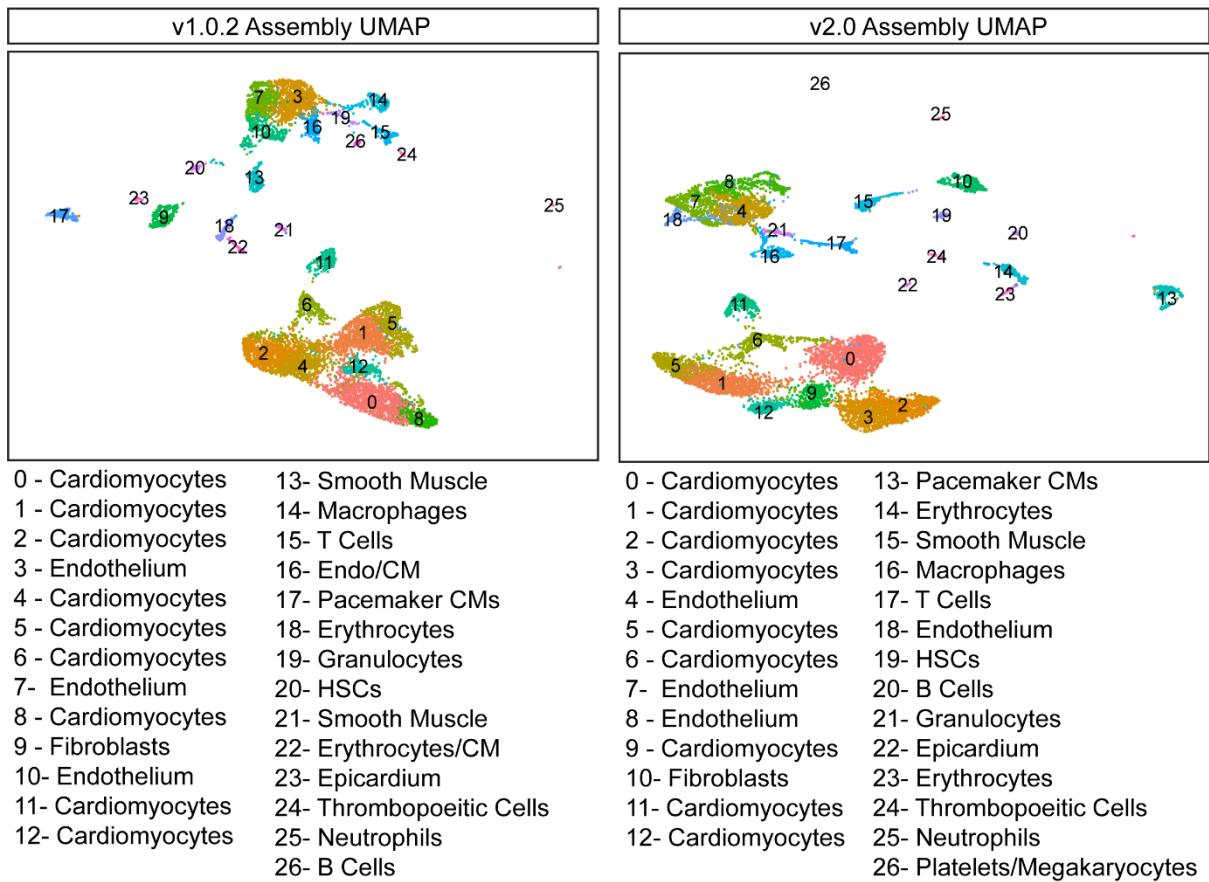 v1.0.2 Assembly UMAP
7
3
14
19
16
10
15
26
24
20
13
23
17
9
25
18
21
22
11
6
5
1
2
4
12
0
8
0 - Cardiomyocytes
1 - Cardiomyocytes
2 - Cardiomyocytes
3 - Endothelium
4 - Cardiomyocytes
5 - Cardiomyocytes
6 - Cardiomyocytes
7- Endothelium
8 - Cardiomyocytes
9 - Fibroblasts
10- Endothelium
11- Cardiomyocytes
12- Cardiomyocytes
13- Smooth Muscle
14- Macrophages
15- T Cells
16- Endo/CM
17- Pacemaker CMs
18- Erythrocytes
19- Granulocytes
20- HSCs
21- Smooth Muscle
22- Erythrocytes/CM
23- Epicardium
24- Thrombopoeitic Cells
25- Neutrophils
26- B Cells
v2.0 Assembly UMAP
26
25
8
10
7
15
4
18
19
21
20
17
16
24
14
22
23
13
11
6
0
5
1
9
12
3
2
0 - Cardiomyocytes
1 - Cardiomyocytes
2 - Cardiomyocytes
3 - Cardiomyocytes
4 - Endothelium
5 - Cardiomyocytes
6 - Cardiomyocytes
7- Endothelium
8 - Endothelium
9 - Cardiomyocytes
10- Fibroblasts
11- Cardiomyocytes
12- Cardiomyocytes
13- Pacemaker CMs
14- Erythrocytes
15- Smooth Muscle
16- Macrophages
17- T Cells
18- Endothelium
19- HSCs
20- B Cells
21- Granulocytes
22- Epicardium
23- Erythrocytes
24- Thrombopoeitic Cells
25- Neutrophils
26- Platelets/Megakaryocytes